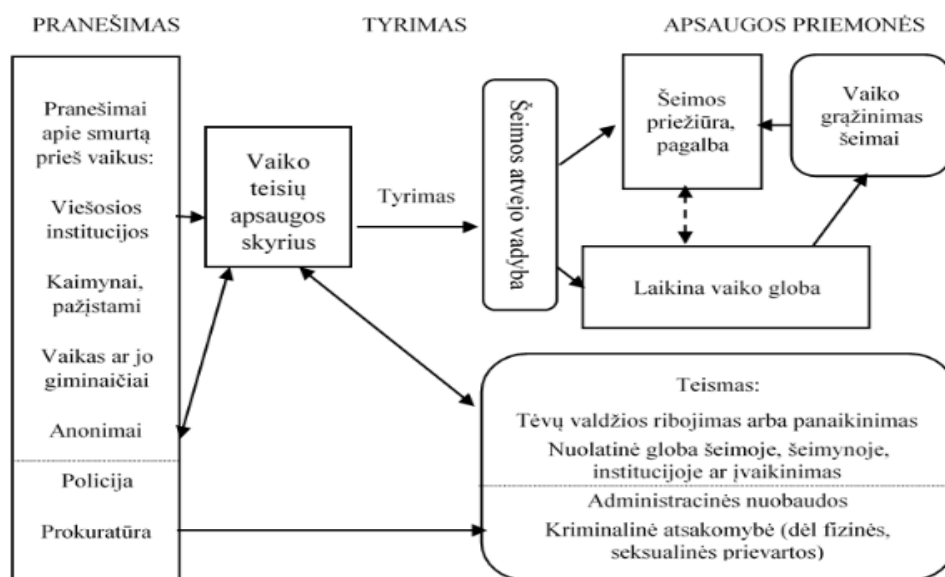 PRANEŠIMAS
TYRIMAS
APSAUGOS PRIEMONĖS
Pranešimai
apie smurtą
prieš vaikus:
Viešosios
institucijos
Kaimynai,
pažįstami
Vaikas ar jo
giminaičiai
Anonimai
Policija
Prokuratūra
Vaiko
teisių
apsaugos
skyrius
Tyrimas
Šeimos atvejo vadyba
Šeimos
priežiūra,
pagalba
Vaiko
grąžinimas
šeimai
Laikina vaiko globa
Teismas:
Tėvų valdžios ribojimas arba panaikinimas
Nuolatinė globa šeimoje, šeimynoje,
institucijoje ar įvaikinimas
Administracinės nuobaudos
Kriminalinė atsakomybė (dėl fizinės,
seksualinės prievartos)